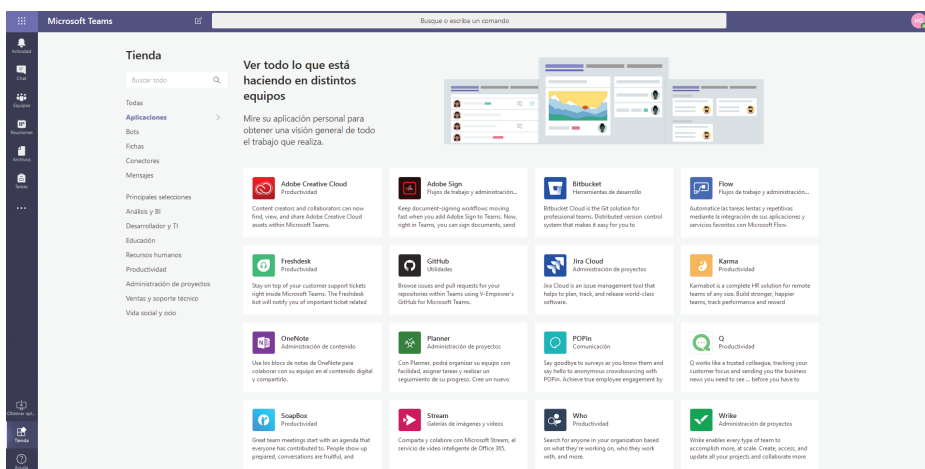 Microsoft Teams
Busque o escriba un comando
HG
Actividad
Chat
Equipos
Reuniones
Archivos
Tareas
Tienda
Ayuda
Tienda
Buscar todo
Todas
Aplicaciones
Bots
Fichas
Conectores
Mensajes
Principales selecciones
Análisis y BI
Desarrollador y TI
Educación
Recursos humanos
Productividad
Administración de proyectos
Ventas y soporte técnico
Vida social y ocio
Ver todo lo que está
haciendo en distintos
equipos
Mire su aplicación personal para
obtener una visión general de todo
el trabajo que realiza.
Adobe Creative Cloud
Productividad
Content creators and collaborators can now
find, view, and share Adobe Creative Cloud
assets within Microsoft Teams.
Adobe Sign
Flujos de trabajo y administración...
Keep document-signing workflows moving
fast when you add Adobe Sign to Teams. Now,
right in Teams, you can sign documents, send
Bitbucket
Herramientas de desarrollo
Bitbucket Cloud is the Git solution for
professional teams. Distributed version control
system that makes it easy for you to
Flow
Flujos de trabajo y administración...
Automatice las tareas lentas y repetitivas
mediante la integración de sus aplicaciones y
servicios favoritos con Microsoft Flow.
Freshdesk
Productividad
Stay on top of your customer support tickets
right inside Microsoft Teams. The Freshdesk
bot will notify you of important ticket related
GitHub
Utilidades
Browse issues and pull requests for your
repositories within Teams using V-Empower's
GitHub for Microsoft Teams.
Jira Cloud
Administración de proyectos
Jira Cloud is an issue management tool that
helps to plan, track, and release world-class
software.
Karma
Productividad
Karmabot is a complete HR solution for remote
teams of any size. Build stronger, happier
teams, track performance and reward
OneNote
Administración de contenido
Use los blocs de notas de OneNote para
colaborar con su equipo en el contenido digital
y compartirlo.
Planner
Administración de proyectos
Con Planner, podrá organizar su equipo con
facilidad, asignar tareas y realizar un
seguimiento de su progreso. Cree un nuevo
POPin
Comunicación
Say goodbye to surveys as you know them and
say hello to anonymous crowdsourcing with
POPin. Achieve true employee engagement by
Q
Productividad
Q works like a trusted colleague, tracking your
customer focus and sending you the business
news you need to see ... before you have to
SoapBox
Productividad
Great team meetings start with an agenda that
everyone has contributed to. People show up
prepared, conversations are fruitful, and
Stream
Galerías de imágenes y vídeos
Comparta y colabore con Microsoft Stream, el
servicio de vídeo inteligente de Office 365.
Who
Productividad
Search for anyone in your organization based
on what they're working on, who they work
with, and more.
Wrike
Administración de proyectos
Wrike enables every type of team to
accomplish more, at scale. Create, access, and
update all your projects and collaborate more